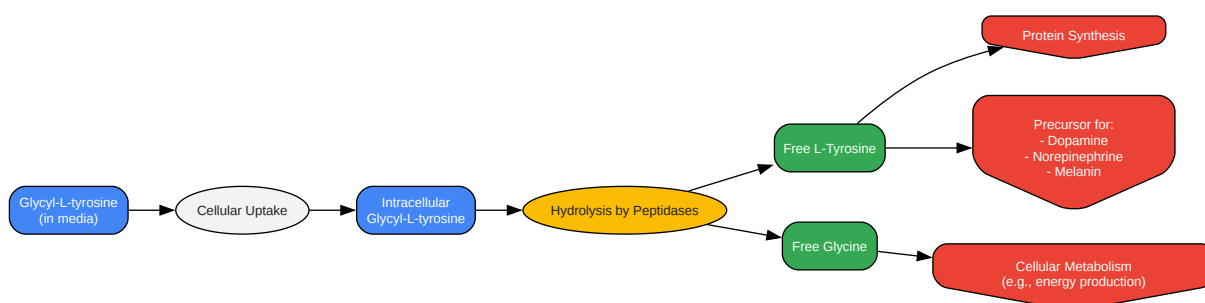 Glycyl-L-tyrosine
(in media)
Cellular Uptake
Intracellular
Glycyl-L-tyrosine
Hydrolysis by Peptidases
Free L-Tyrosine
Free Glycine
Protein Synthesis
Precursor for:
- Dopamine
- Norepinephrine
- Melanin
Cellular Metabolism
(e.g., energy production)